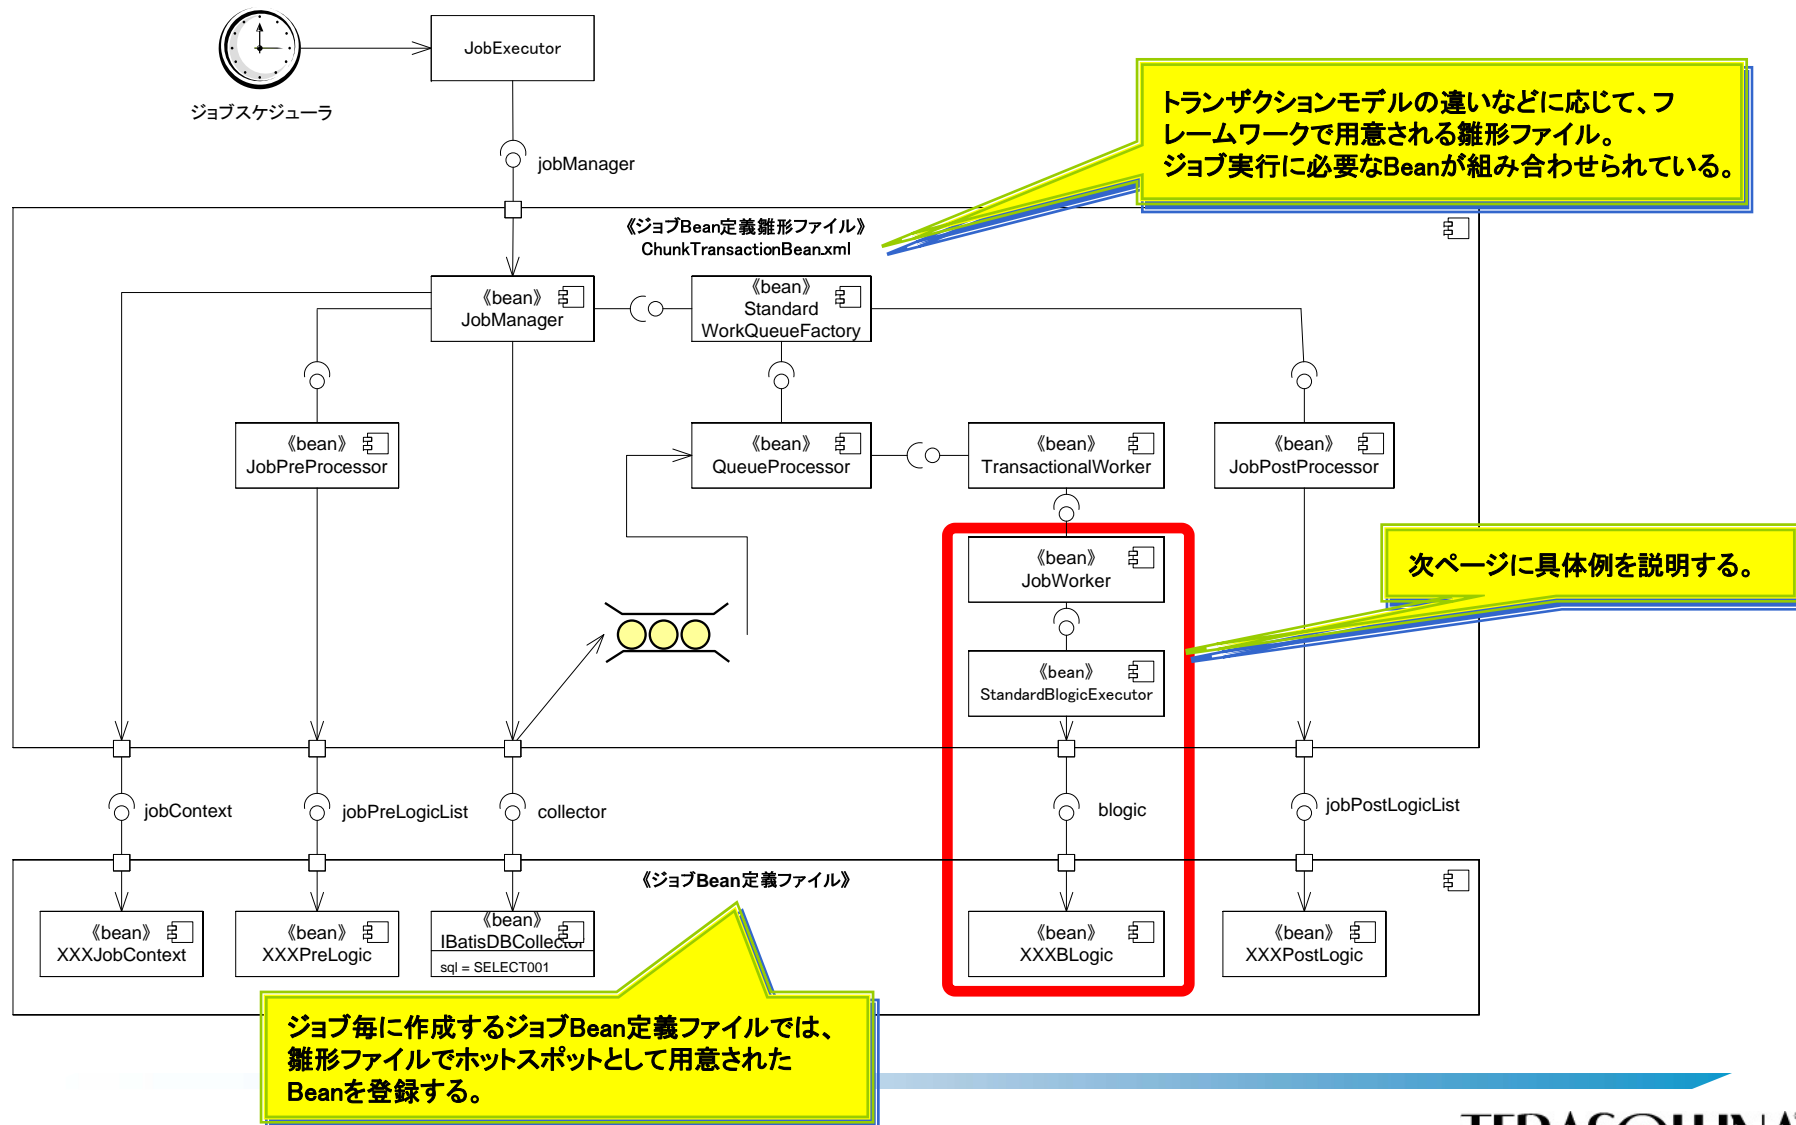 JobExecutor
ジョブスケジューラ
jobManager
トランザクションモデルの違いなどに応じて、フ
レームワークで用意される雛形ファイル。
ジョブ実行に必要なBeanが組み合わせられている。
《ジョブBean定義雛形ファイル》
ChunkTransactionBean.xml
《bean》
JobManager
《bean》
Standard
WorkQueueFactory
《bean》
JobPreProcessor
《bean》
QueueProcessor
《bean》
TransactionalWorker
《bean》
JobPostProcessor
《bean》
JobWorker
次ページに具体例を説明する。
《bean》
StandardBlogicExecutor
jobContext
jobPreLogicList
collector
blogic
jobPostLogicList
《ジョブBean定義ファイル》
《bean》
XXXJobContext
《bean》
XXXPreLogic
《bean》
IBatisDBCollector
sql = SELECT001
《bean》
XXXBLogic
《bean》
XXXPostLogic
ジョブ毎に作成するジョブBean定義ファイルでは、
雛形ファイルでホットスポットとして用意された
Beanを登録する。
TERASOLUNA